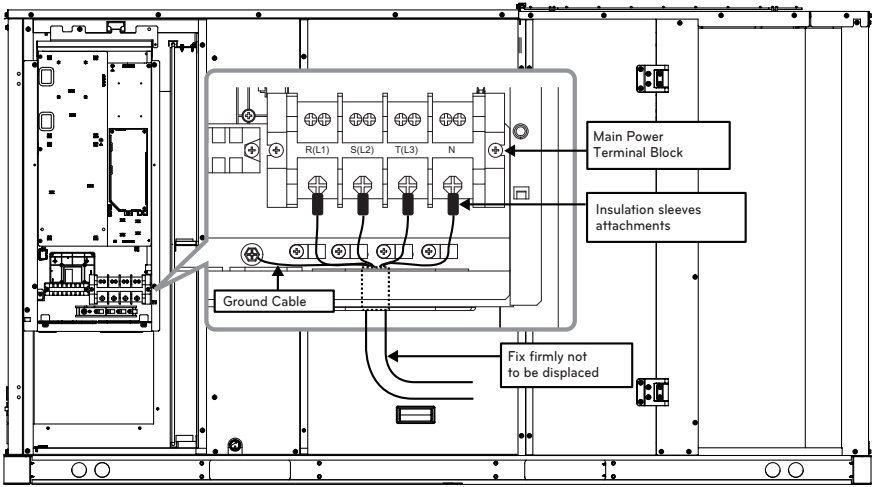 R(L1) S(L2) T(L3) N
Main Power
Terminal Block
Insulation sleeves
attachments
Ground Cable
Fix firmly not
to be displaced